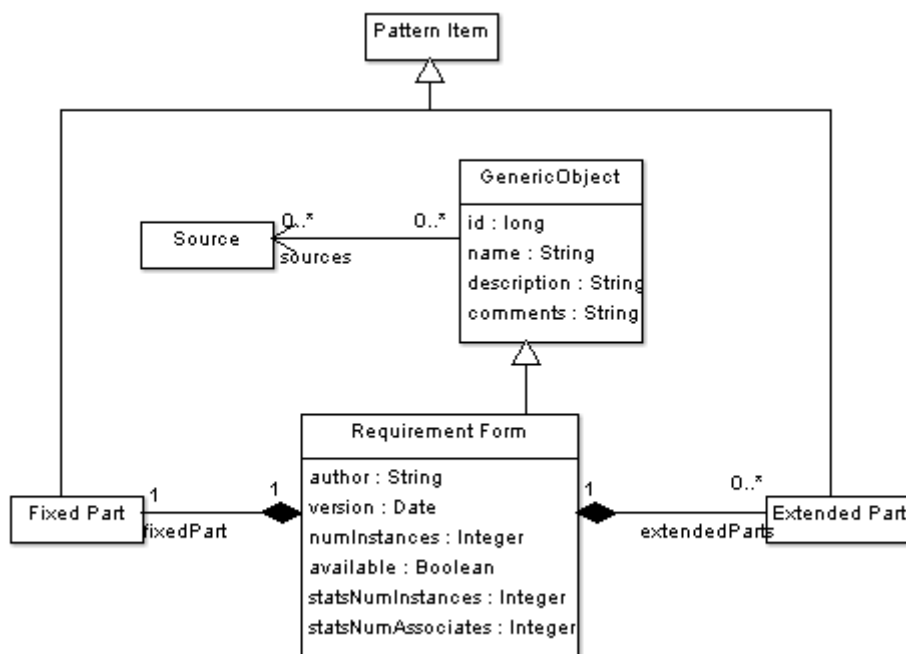 Pattern Item
GenericObject
id : long
name : String
description : String
comments : String
Source
0..*
0..*
sources
Requirement Form
author : String
version : Date
numInstances : Integer
available : Boolean
statsNumInstances : Integer
statsNumAssociates : Integer
Fixed Part
1
1
fixedPart
1
0..*
extendedParts
Extended Part